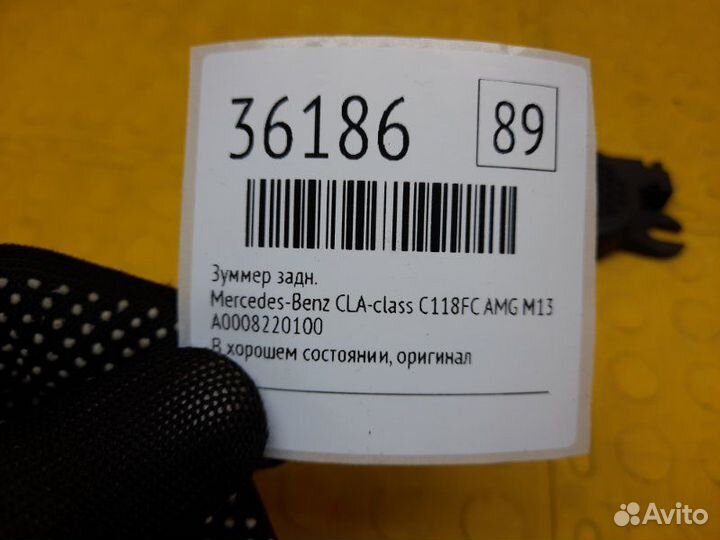 36186
89
Зуммер задн.
Mercedes-Benz CLA-class C118FC AMG M13
A0008220100
В хорошем состоянии, оригинал
Avito